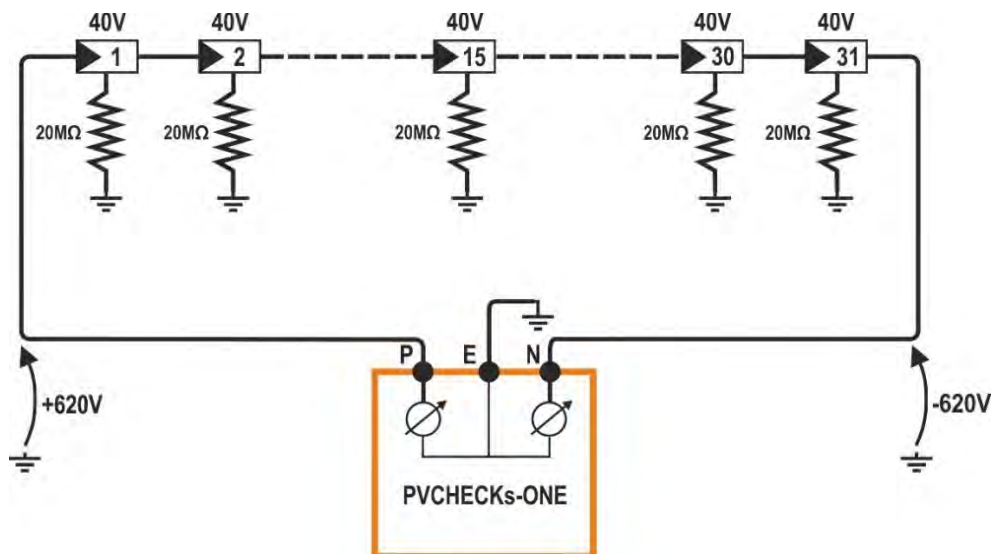 40V 40V 40V 40V 40V
1 2 15 30 31
20MΩ 20MΩ 20MΩ 20MΩ 20MΩ
P E N
+620V -620V
PVCHECKs-ONE